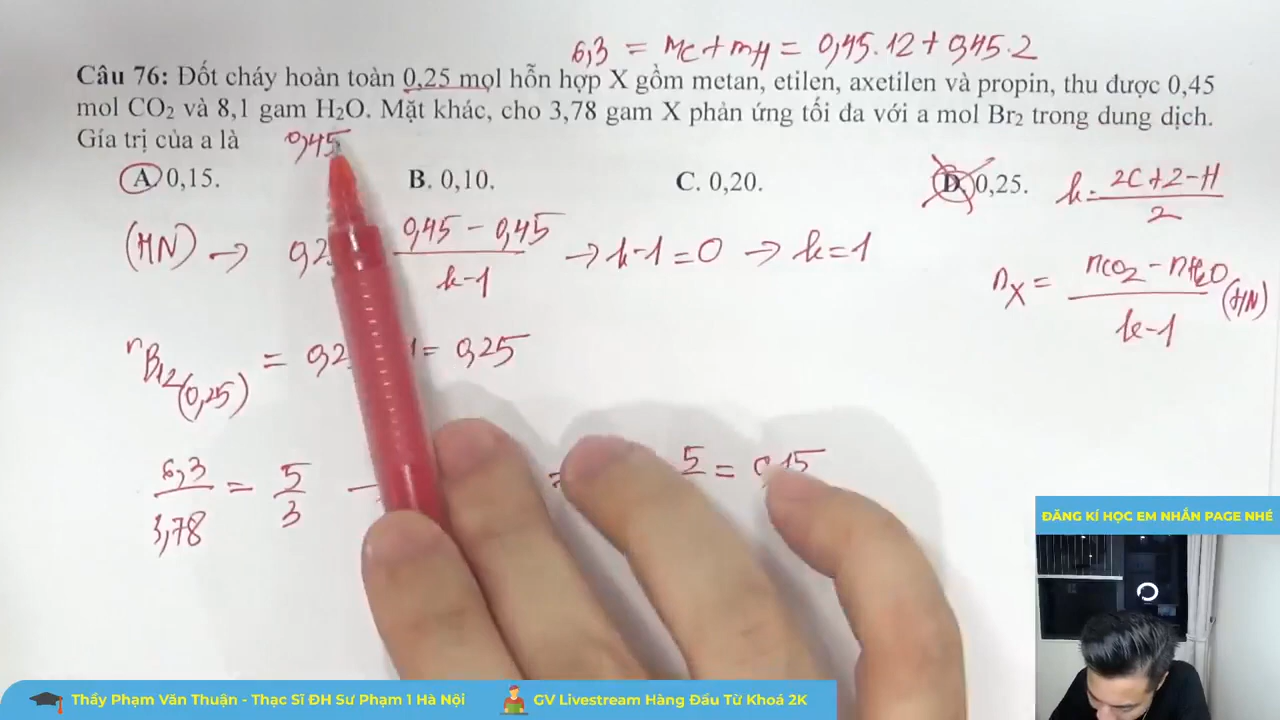 6,3 = mC + mH = 0,45.12 + 0,45.2
Câu 76: Đốt cháy hoàn toàn 0,25 mol hỗn hợp X gồm metan, etilen, axetilen và propin, thu được 0,45
mol CO2 và 8,1 gam H2O. Mặt khác, cho 3,78 gam X phản ứng tối đa với a mol Br2 trong dung dịch.
Gía trị của a là
0,45
A 0,15.
B. 0,10.
C. 0,20.
D. 0,25.
k = 2C+2-H
2
(HN) → 0,2
0,45 - 0,45
k-1
→ k-1 = 0 → k = 1
nX = nCO2 - nH2O (HN)
k-1
nBr2 (0,25) = 0,2 1 = 0,25
6,3
3,78
= 5
3
5 = 0,15
ĐĂNG KÍ HỌC EM NHẮN PAGE NHÉ
Thầy Phạm Văn Thuận - Thạc Sĩ ĐH Sư Phạm 1 Hà Nội
GV Livestream Hàng Đầu Từ Khoá 2K